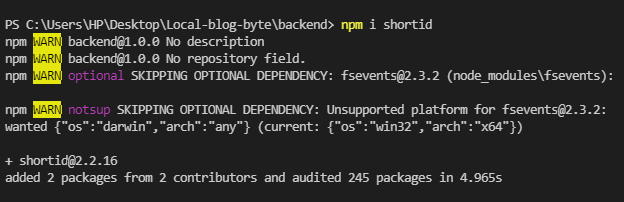 PS C:\Users\HP\Desktop\Local-blog-byte\backend> npm i shortid
npm WARN backend@1.0.0 No description
npm WARN backend@1.0.0 No repository field.
npm WARN optional SKIPPING OPTIONAL DEPENDENCY: fsevents@2.3.2 (node_modules\fsevents):
npm WARN notsup SKIPPING OPTIONAL DEPENDENCY: Unsupported platform for fsevents@2.3.2:
wanted {"os":"darwin","arch":"any"} (current: {"os":"win32","arch":"x64"})
+ shortid@2.2.16
added 2 packages from 2 contributors and audited 245 packages in 4.965s